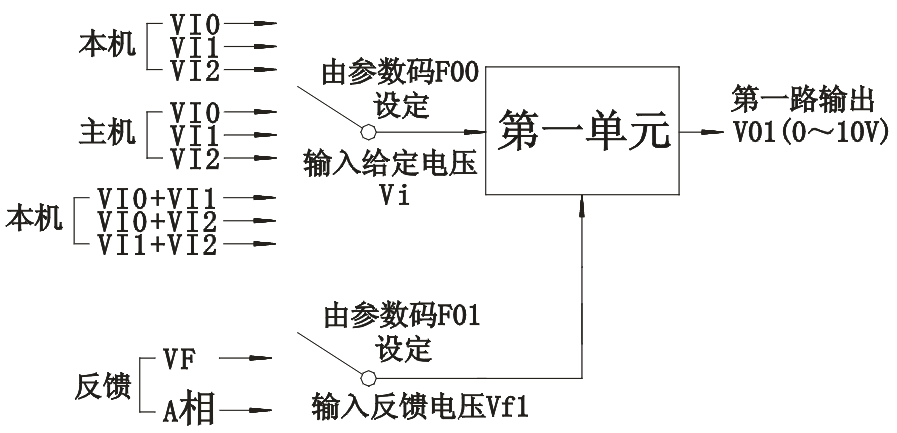 本机
VI0
VI1
VI2
主机
VI0
VI1
VI2
本机
VI0+VI1
VI0+VI2
VI1+VI2
由参数码F00
设定
输入给定电压
Vi
第一单元
第一路输出
V01(0～10V)
反馈
VF
A相
由参数码F01
设定
输入反馈电压Vf1